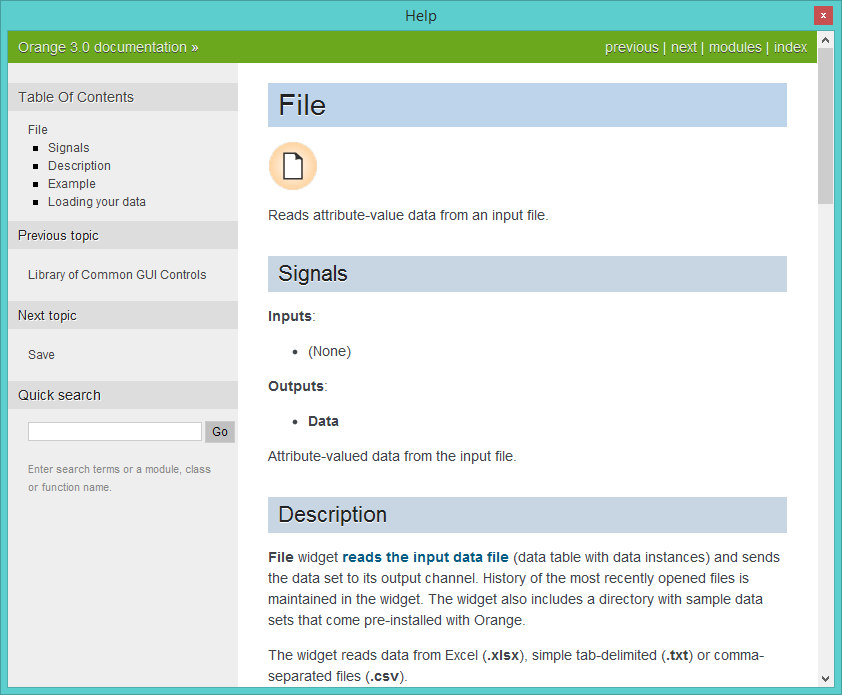 Help
x
Orange 3.0 documentation »
previous | next | modules | index
Table Of Contents
File
Signals
Description
Example
Loading your data
Previous topic
Library of Common GUI Controls
Next topic
Save
Quick search
Go
Enter search terms or a module, class
or function name.
File
Reads attribute-value data from an input file.
Signals
Inputs:
(None)
Outputs:
Data
Attribute-valued data from the input file.
Description
File widget reads the input data file (data table with data instances) and sends
the data set to its output channel. History of the most recently opened files is
maintained in the widget. The widget also includes a directory with sample data
sets that come pre-installed with Orange.
The widget reads data from Excel (.xlsx), simple tab-delimited (.txt) or comma-
separated files (.csv).